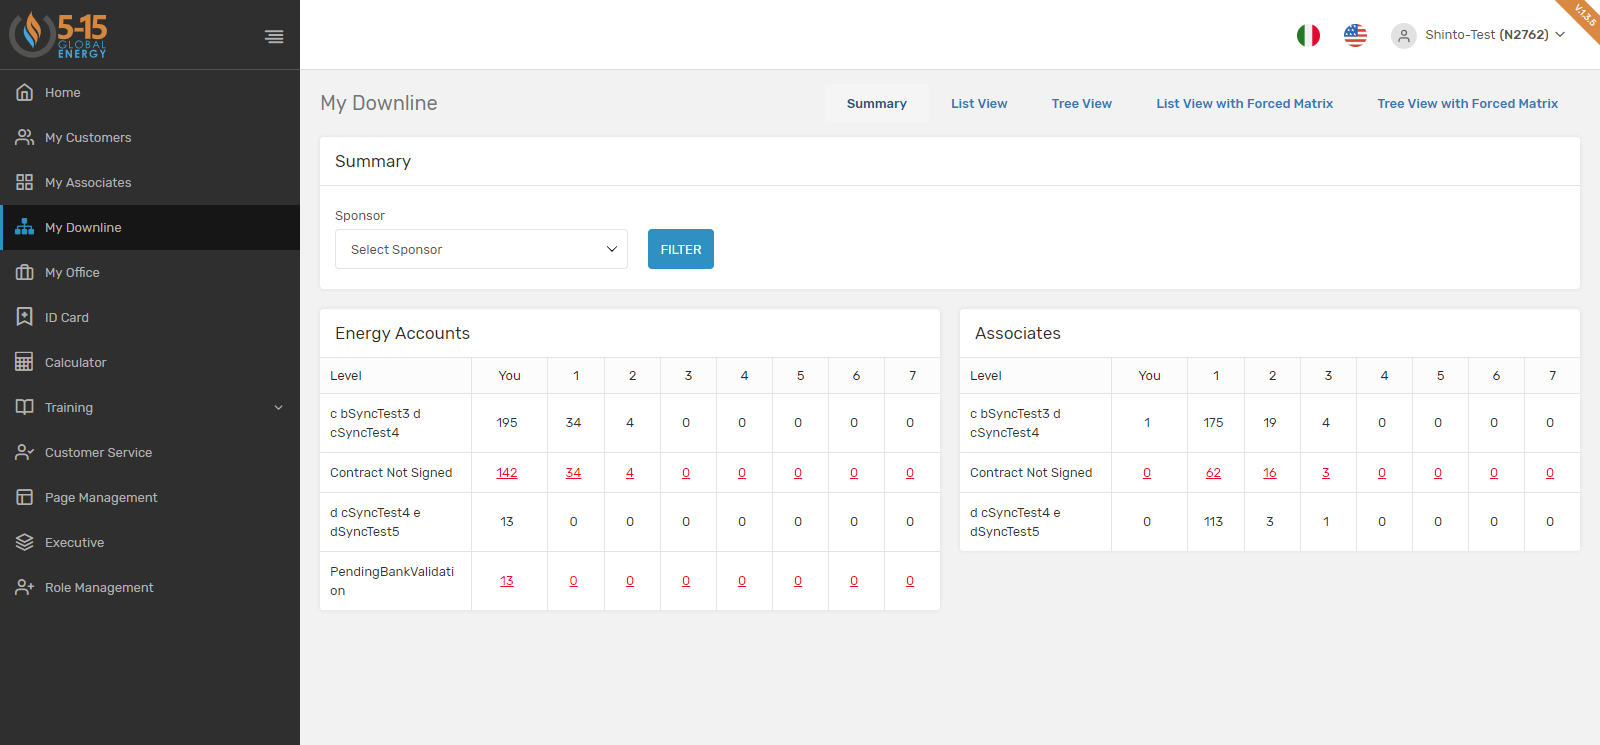 5-15
GLOBAL
ENERGY
Shinto-Test (N2762)
V.1.3.5
Home
My Customers
My Associates
My Downline
My Office
ID Card
Calculator
Training
Customer Service
Page Management
Executive
Role Management
My Downline
Summary List View Tree View List View with Forced Matrix Tree View with Forced Matrix
Summary
Sponsor
Select Sponsor FILTER
Energy Accounts
Level You 1 2 3 4 5 6 7
c bSyncTest3 d
cSyncTest4 195 34 4 0 0 0 0 0
Contract Not Signed 142 34 4 0 0 0 0 0
d cSyncTest4 e
dSyncTest5 13 0 0 0 0 0 0 0
PendingBankValidati
on 13 0 0 0 0 0 0 0
Associates
Level You 1 2 3 4 5 6 7
c bSyncTest3 d
cSyncTest4 1 175 19 4 0 0 0 0
Contract Not Signed 0 62 16 3 0 0 0 0
d cSyncTest4 e
dSyncTest5 0 113 3 1 0 0 0 0